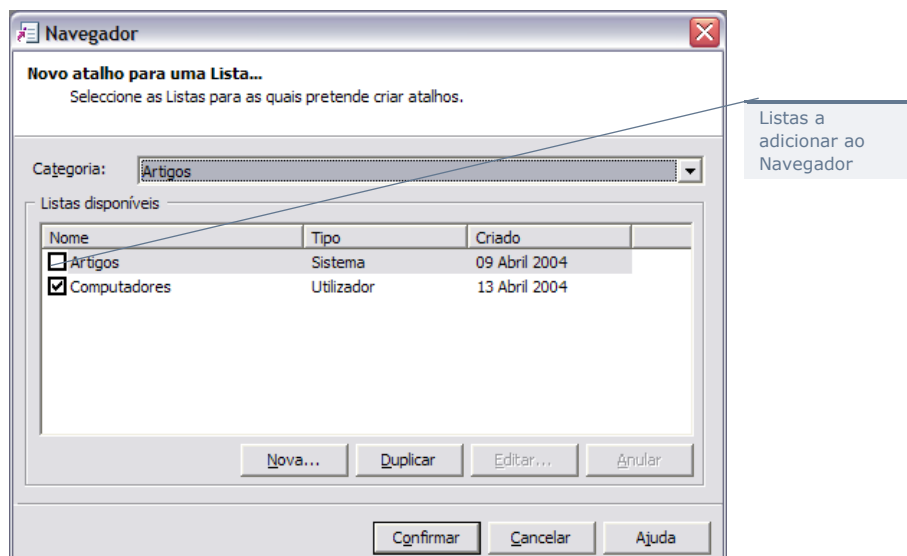 Navegador
Novo atalho para uma Lista...
Seleccione as Listas para as quais pretende criar atalhos.
Listas a
adicionar ao
Navegador
Categoria: Artigos
Listas disponíveis
Nome Tipo Criado
Artigos Sistema 09 Abril 2004
Computadores Utilizador 13 Abril 2004
Nova... Duplicar Editar... Anular
Confirmar Cancelar Ajuda